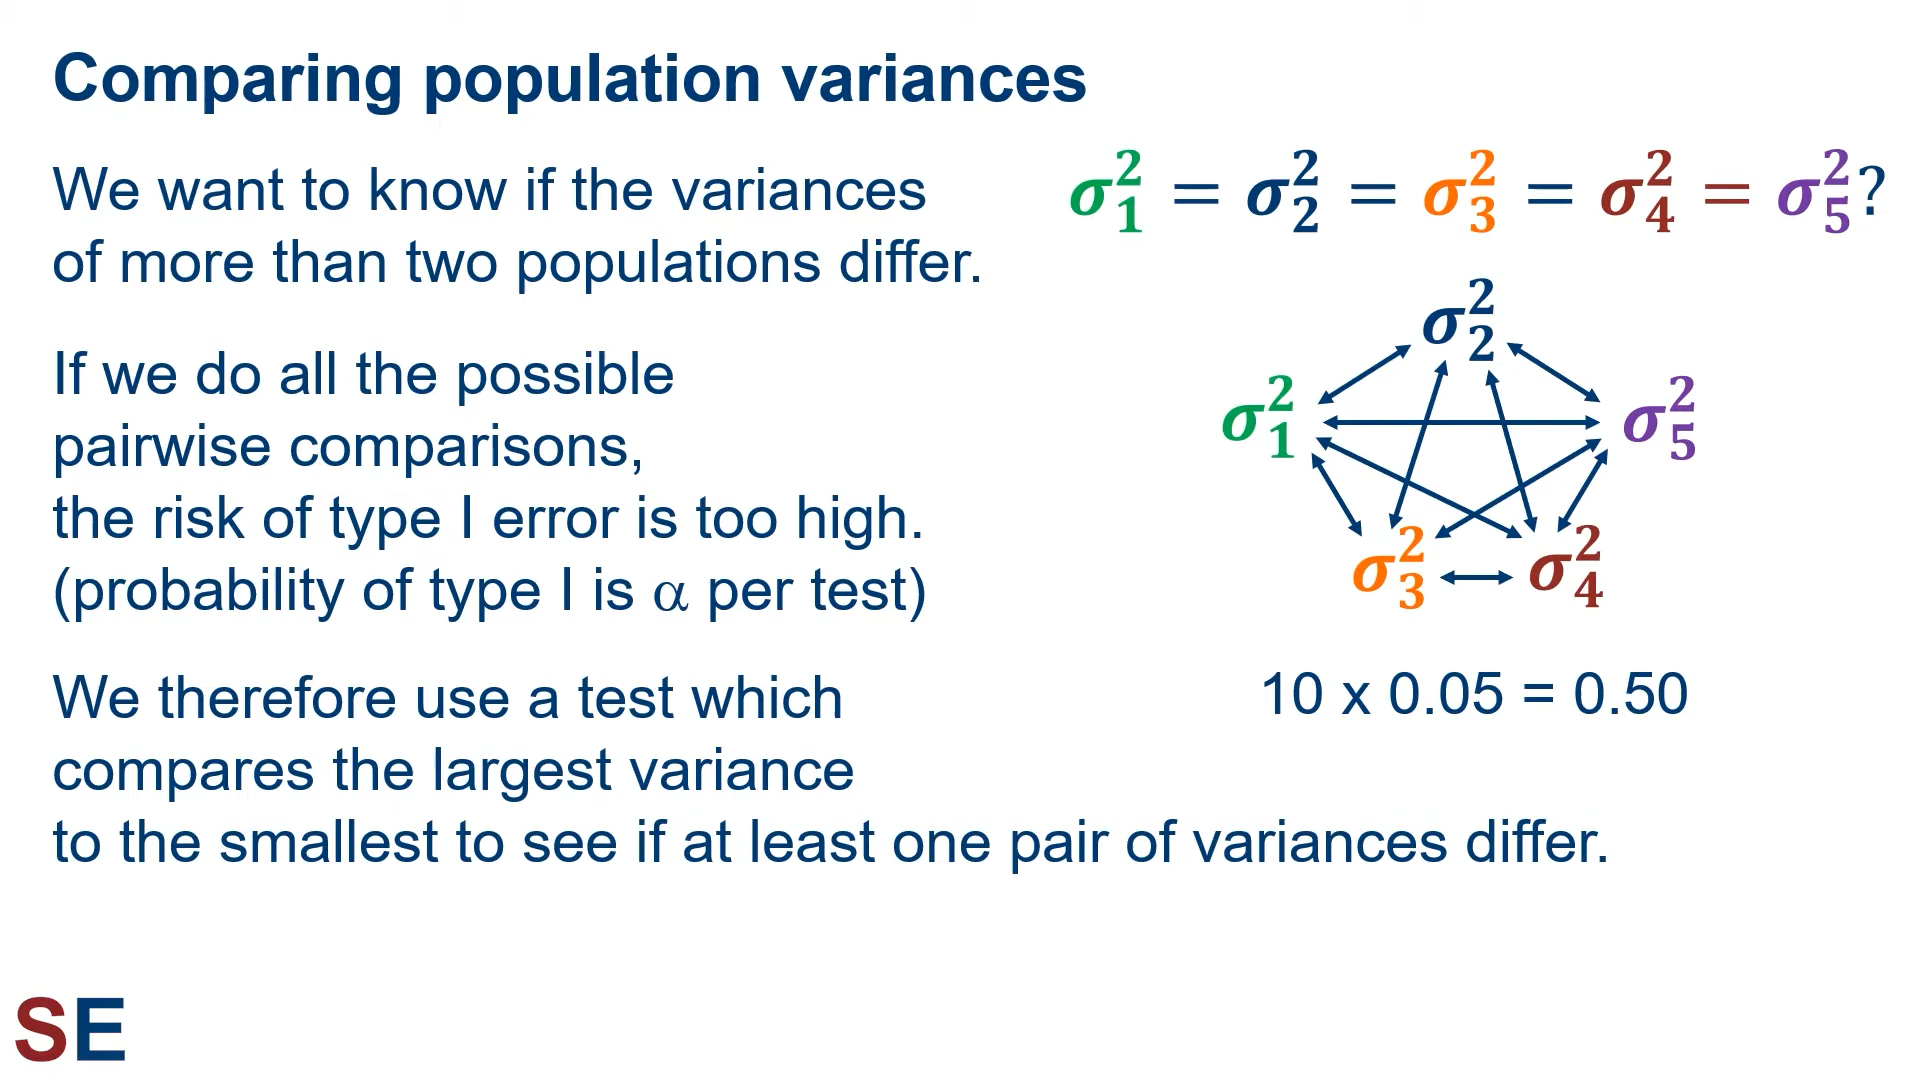 Comparing population variances
We want to know if the variances
of more than two populations differ.
σ₁² = σ₂² = σ₃² = σ₄² = σ₅²?
If we do all the possible
pairwise comparisons,
the risk of type I error is too high.
(probability of type I is α per test)
σ₂²
σ₁²
σ₅²
σ₃²
σ₄²
10 x 0.05 = 0.50
We therefore use a test which
compares the largest variance
to the smallest to see if at least one pair of variances differ.
SE